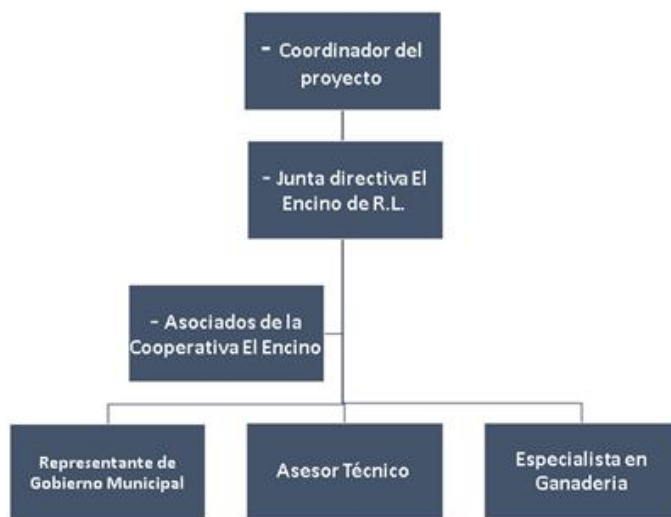 - Coordinador del
proyecto
- Junta directiva El
Encino de R.L.
- Asociados de la
Cooperativa El Encino
Representante de
Gobierno Municipal
Asesor Técnico
Especialista en
Ganaderia